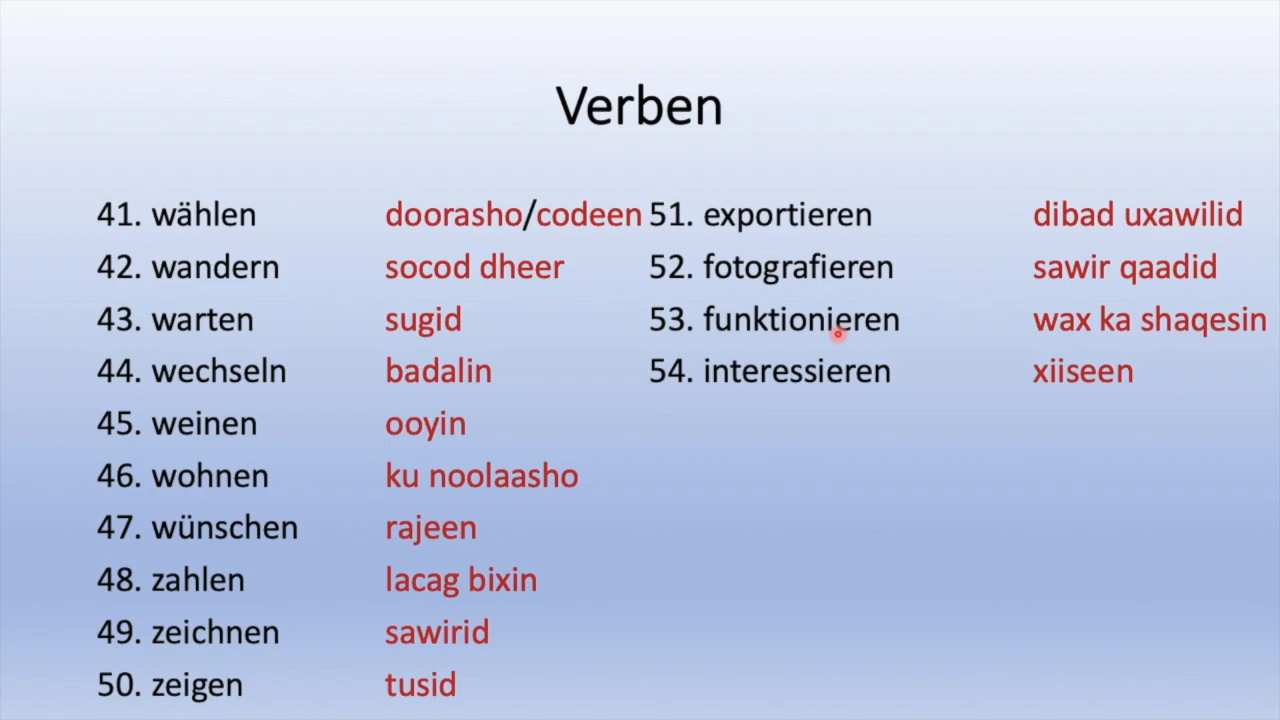 Verben
41. wählen doorasho/codeen
42. wandern socod dheer
43. warten sugid
44. wechseln badalin
45. weinen ooyin
46. wohnen ku noolaasho
47. wünschen rajeen
48. zahlen lacag bixin
49. zeichnen sawirid
50. zeigen tusid
51. exportieren dibad uxawilid
52. fotografieren sawir qaadid
53. funktionieren wax ka shaqesin
54. interessieren xiiseen